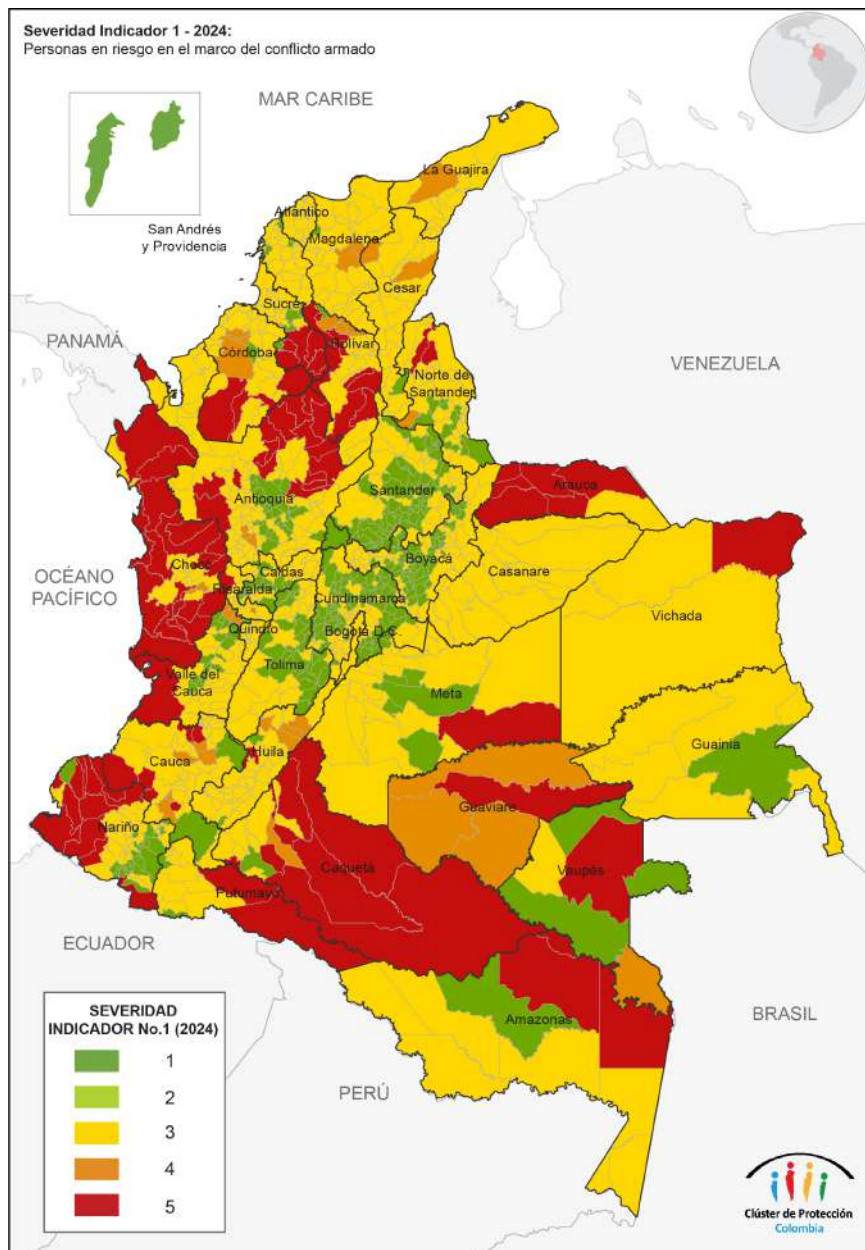 Severidad Indicador 1 - 2024:
Personas en riesgo en el marco del conflicto armado
MAR CARIBE
La Guajira
Atlántico
San Andrés
y Providencia
Magdalena
Cesar
Sucre
PANAMÁ
Córdoba
Bolívar
VENEZUELA
Norte de
Santander
Antioquia
Santander
Arauca
Boyacá
OCÉANO
PACÍFICO
Chocó
Caldas
Casanare
Risaralda
Cundinamarca
Vichada
Quindío
Bogotá D.C.
Valle del
Cauca
Tolima
Meta
Guainía
Cauca
Huila
Guaviare
Nariño
Caquetá
Vaupés
Putumayo
ECUADOR
Amazonas
BRASIL
PERÚ
SEVERIDAD
INDICADOR No.1 (2024)
1
2
3
4
5
Clúster de Protección
Colombia